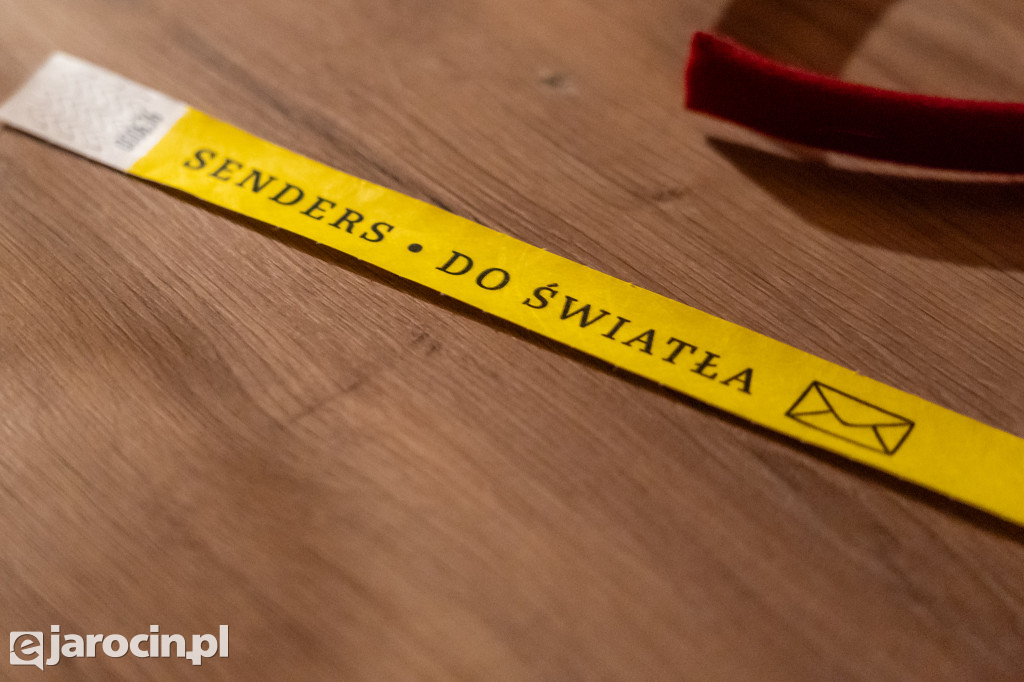 SENDERS • DO ŚWIATŁA
ejarocin.pl